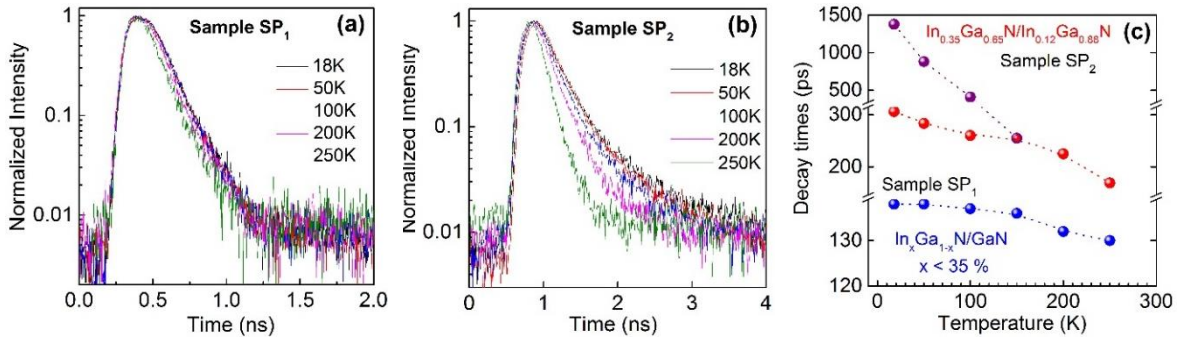 Normalized Intensity
1
0.1
0.01
Sample SP1
(a)
18K
50K
100K
200K
250K
0.0 0.5 1.0 1.5 2.0
Time (ns)
Normalized Intensity
1
0.1
0.01
Sample SP2
(b)
18K
50K
100K
200K
250K
0 1 2 3 4
Time (ns)
Decay times (ps)
1500
1000
500
300
200
130
120
In0.35Ga0.65N/In0.12Ga0.88N
(c)
Sample SP2
Sample SP1
InxGa1-xN/GaN
x < 35 %
0 100 200 300
Temperature (K)